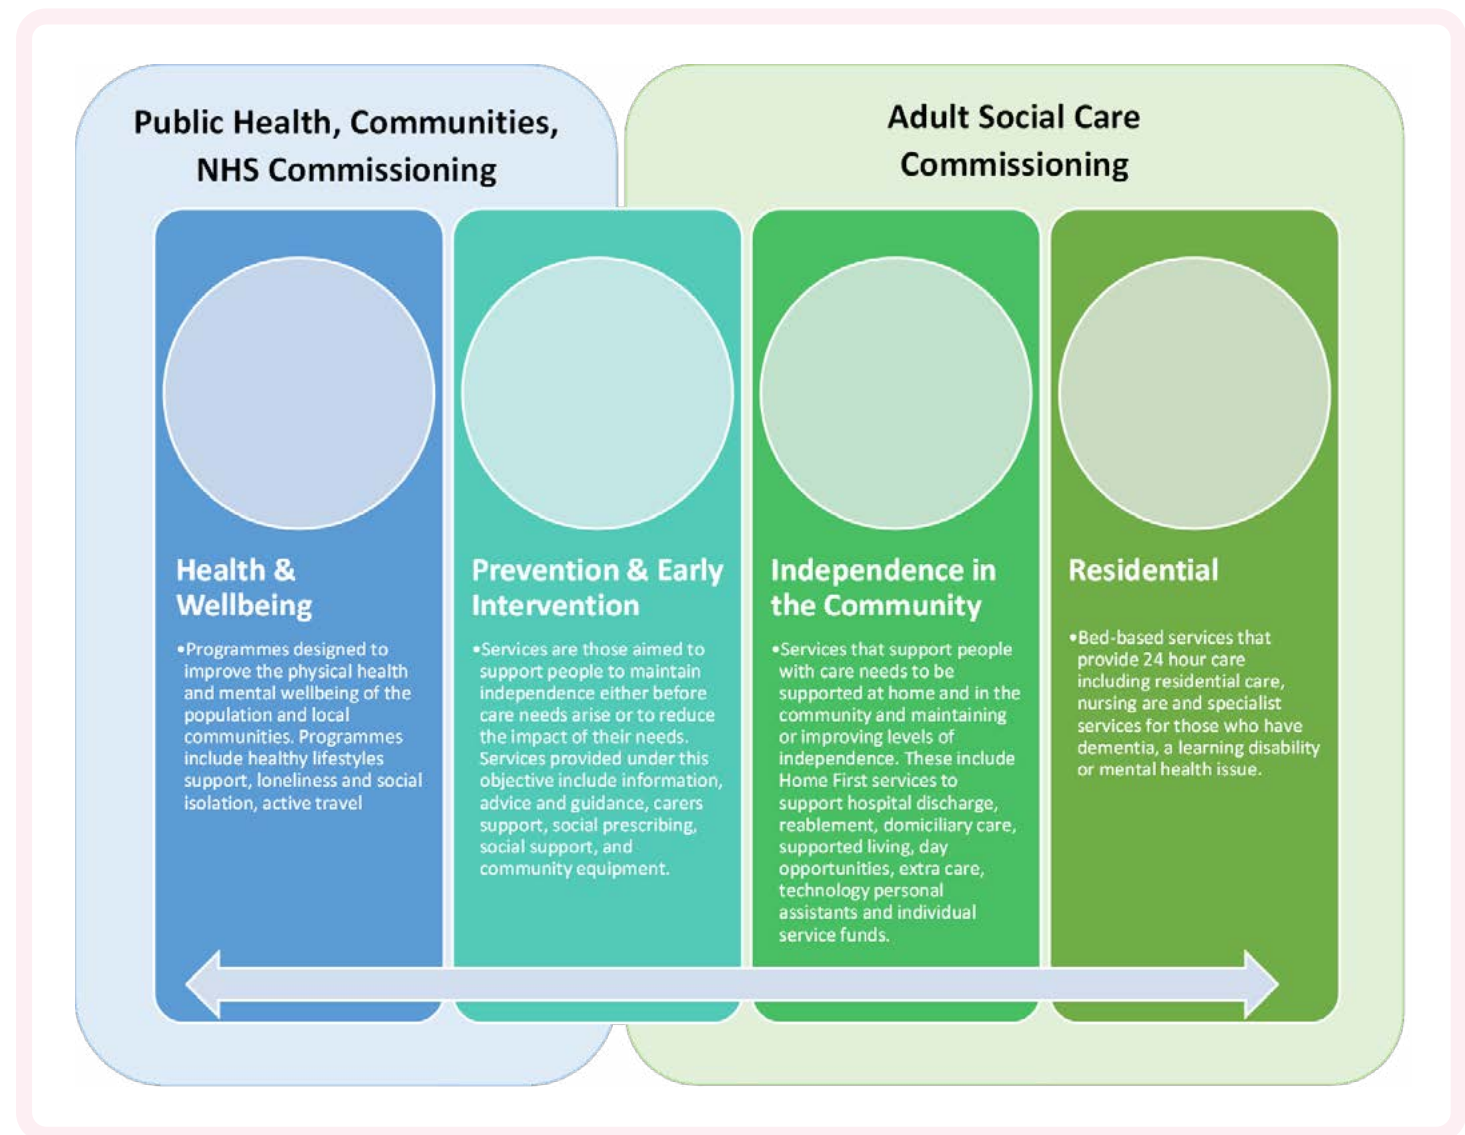 Public Health, Communities,
NHS Commissioning
Adult Social Care
Commissioning
Health &
Wellbeing
•Programmes designed to
improve the physical health
and mental wellbeing of the
population and local
communities. Programmes
include healthy lifestyles
support, loneliness and social
isolation, active travel
Prevention & Early
Intervention
•Services are those aimed to
support people to maintain
independence either before
care needs arise or to reduce
the impact of their needs.
Services provided under this
objective include information,
advice and guidance, carers
support, social prescribing,
social support, and
community equipment.
Independence in
the Community
•Services that support people
with care needs to be
supported at home and in the
community and maintaining
or improving levels of
independence. These include
Home First services to
support hospital discharge,
reablement, domiciliary care,
supported living, day
opportunities, extra care,
technology personal
assistants and individual
service funds.
Residential
•Bed-based services that
provide 24 hour care
including residential care,
nursing are and specialist
services for those who have
dementia, a learning disability
or mental health issue.